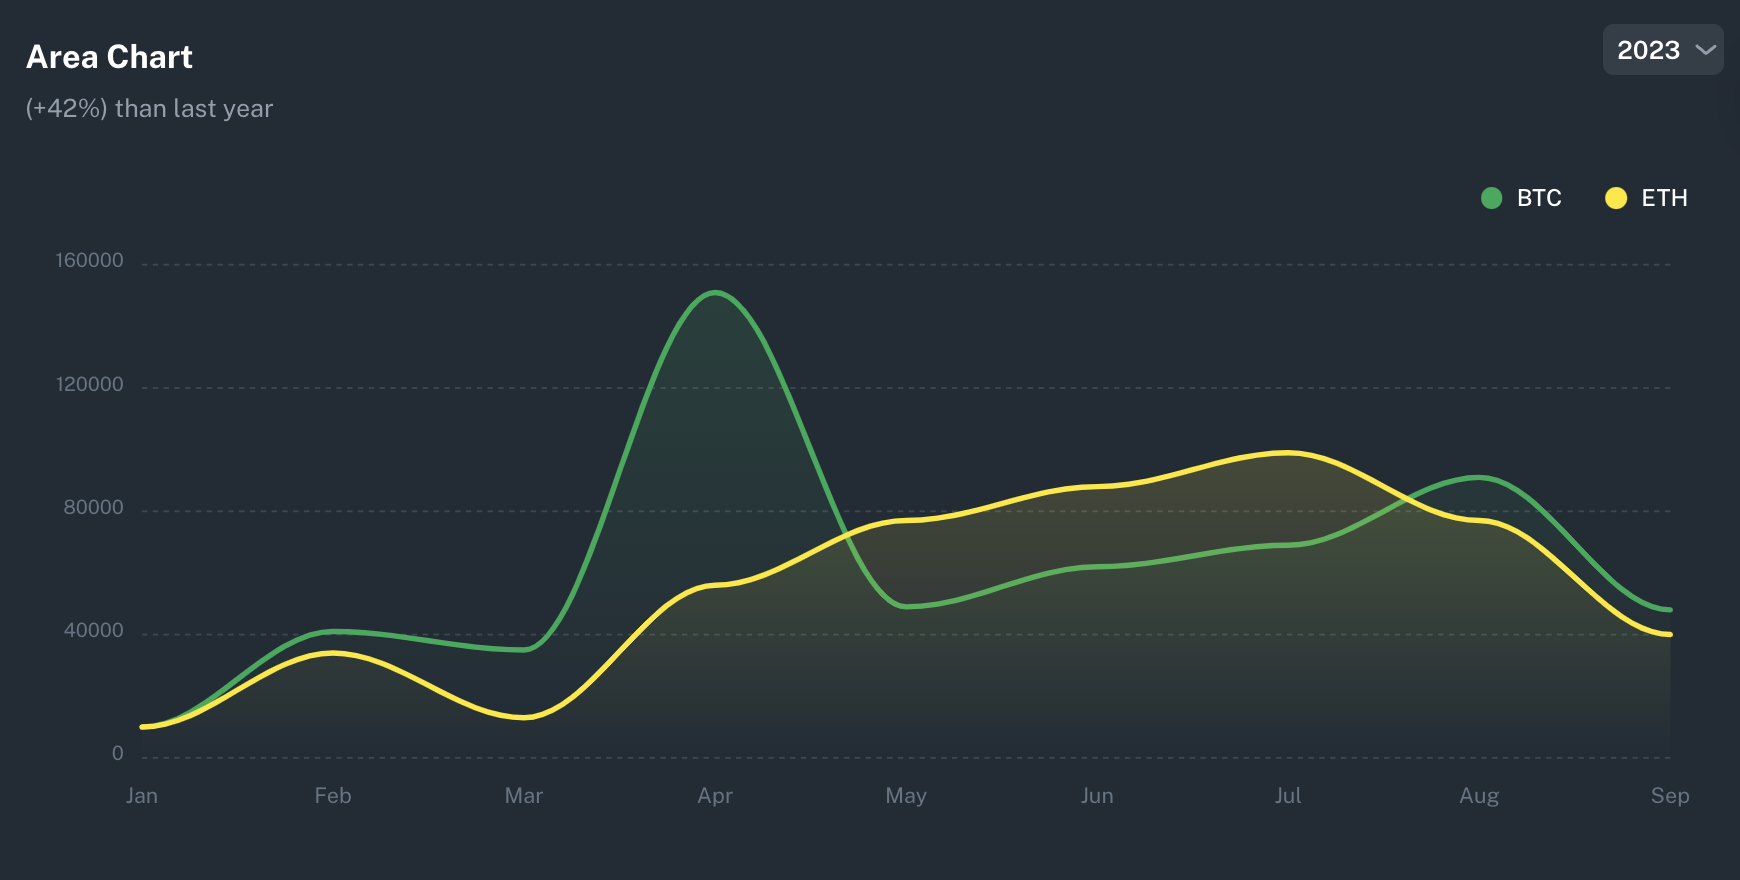 Area Chart
2023
(+42%) than last year
BTC
ETH
160000
120000
80000
40000
0
Jan Feb Mar Apr May Jun Jul Aug Sep